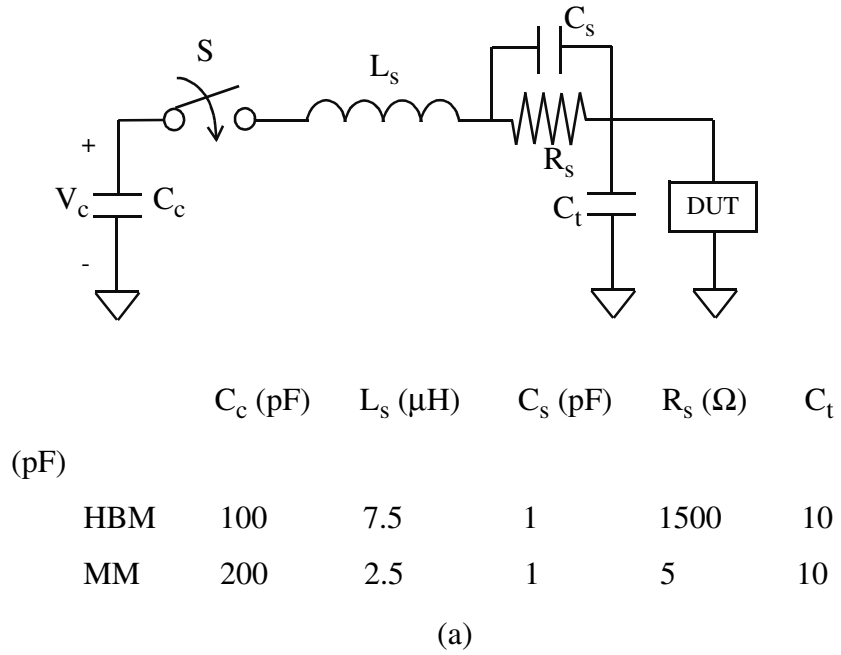 C_s
S
L_s
+
R_s
V_c C_c
C_t
DUT
-
C_c (pF) L_s (μH) C_s (pF) R_s (Ω) C_t
(pF)
HBM 100 7.5 1 1500 10
MM 200 2.5 1 5 10
(a)